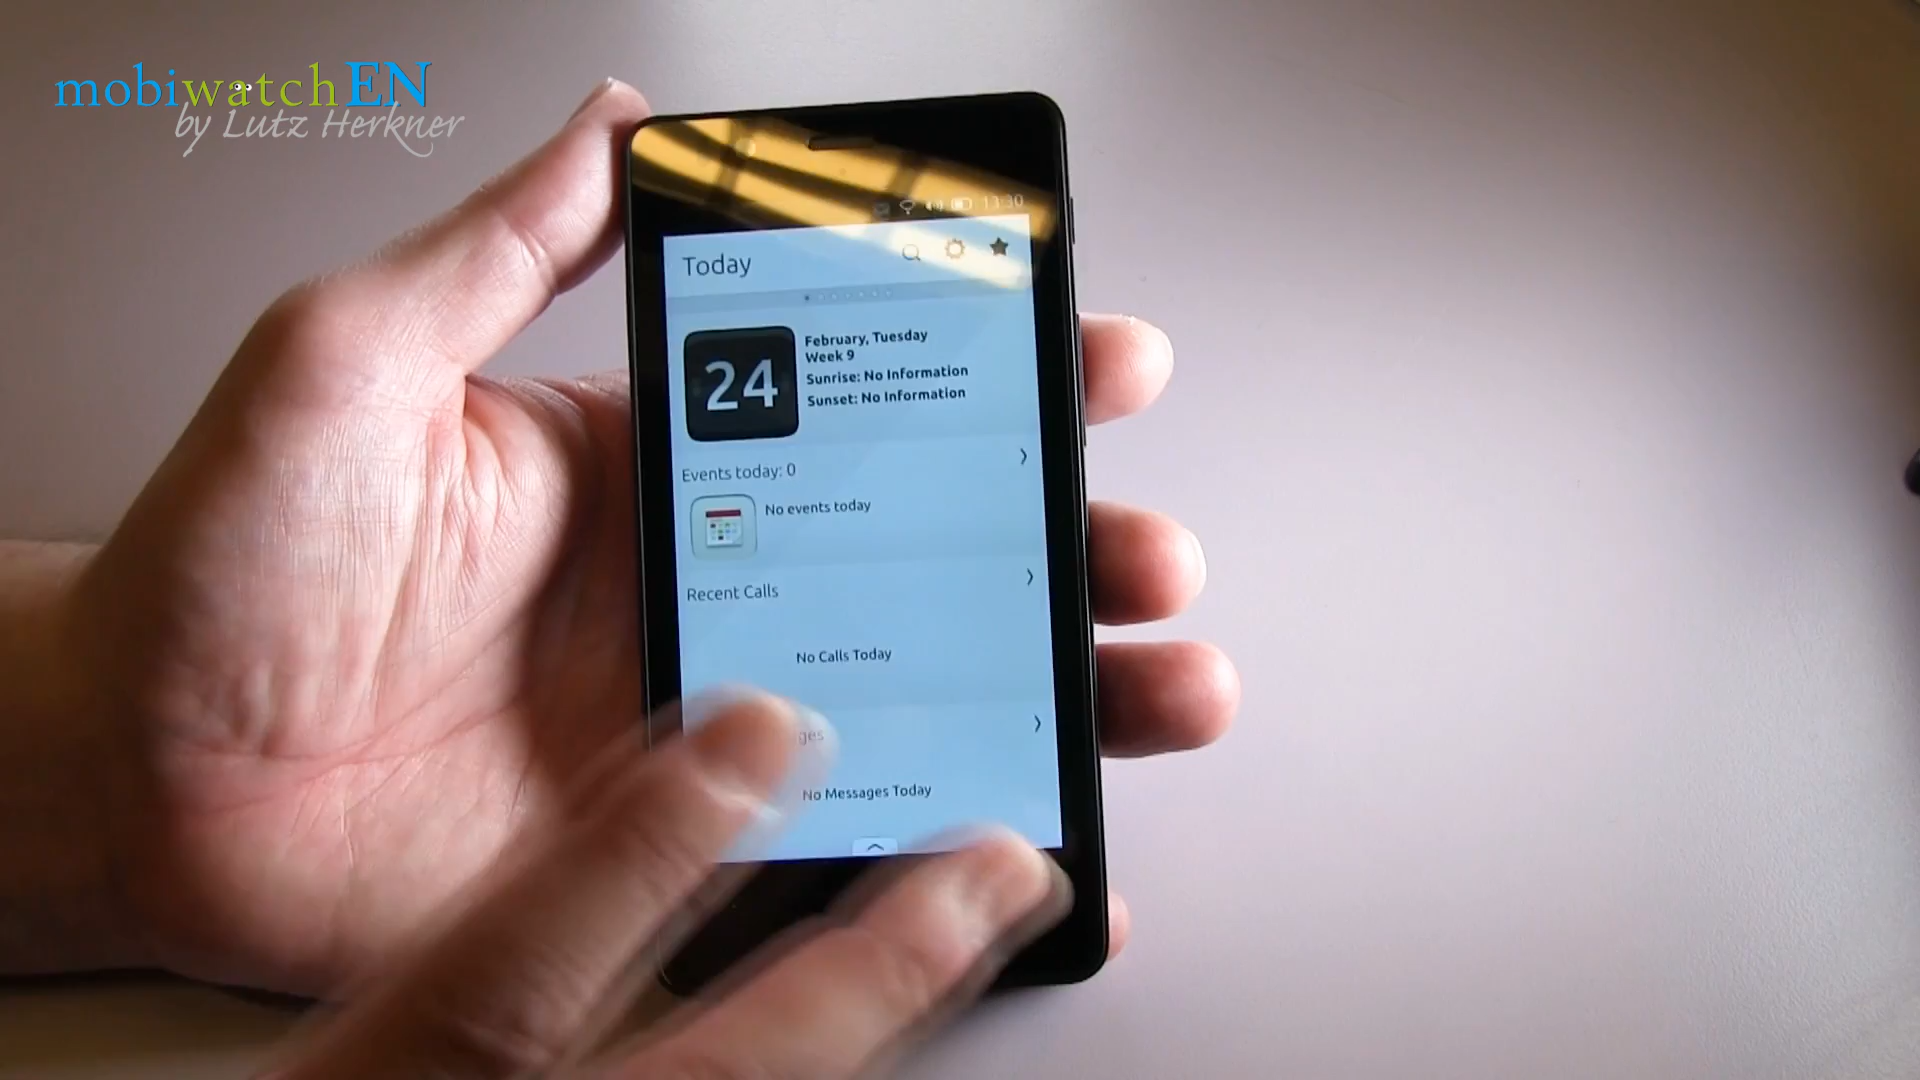 mobiwatchEN
by Lutz Herkner
13:30
Today
24
February, Tuesday
Week 9
Sunrise: No Information
Sunset: No Information
Events today: 0
No events today
Recent Calls
No Calls Today
No Messages Today